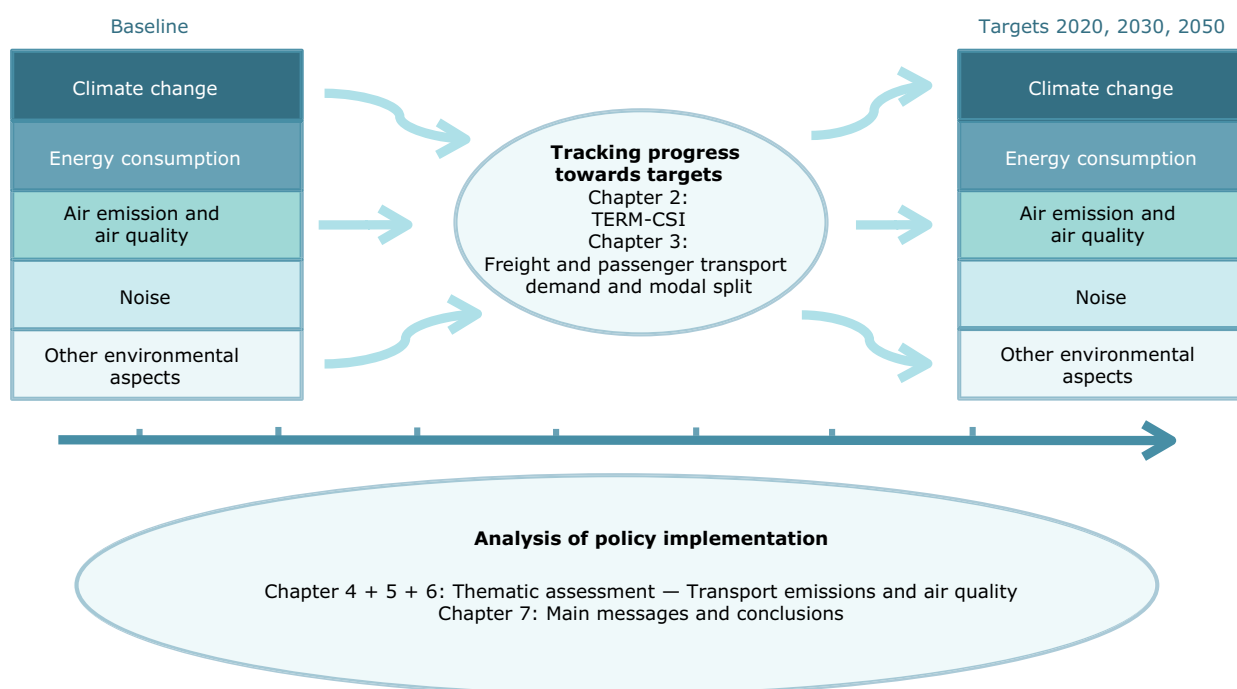 Baseline
Targets 2020, 2030, 2050
Climate change
Energy consumption
Air emission and
air quality
Noise
Other environmental
aspects
Tracking progress
towards targets
Chapter 2:
TERM-CSI
Chapter 3:
Freight and passenger transport
demand and modal split
Climate change
Energy consumption
Air emission and
air quality
Noise
Other environmental
aspects
Analysis of policy implementation
Chapter 4 + 5 + 6: Thematic assessment — Transport emissions and air quality
Chapter 7: Main messages and conclusions